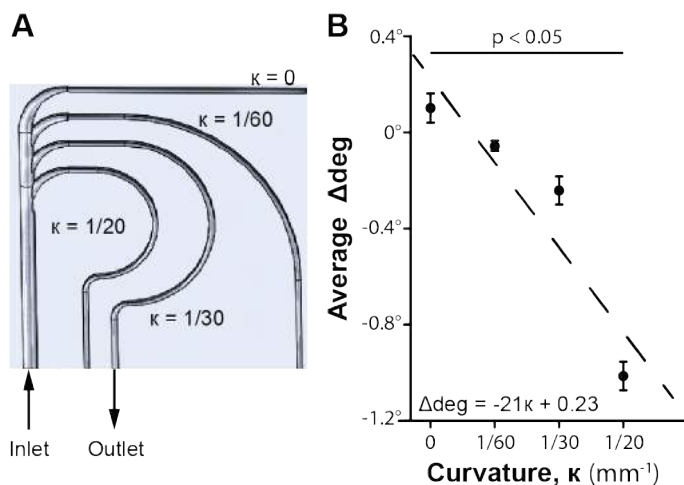 A
κ = 0
κ = 1/60
κ = 1/20
κ = 1/30
Inlet
Outlet
B
p < 0.05
0.4°
0°
-0.4°
-0.8°
-1.2°
Average Δdeg
Δdeg = -21κ + 0.23
0 1/60 1/30 1/20
Curvature, κ (mm⁻¹)